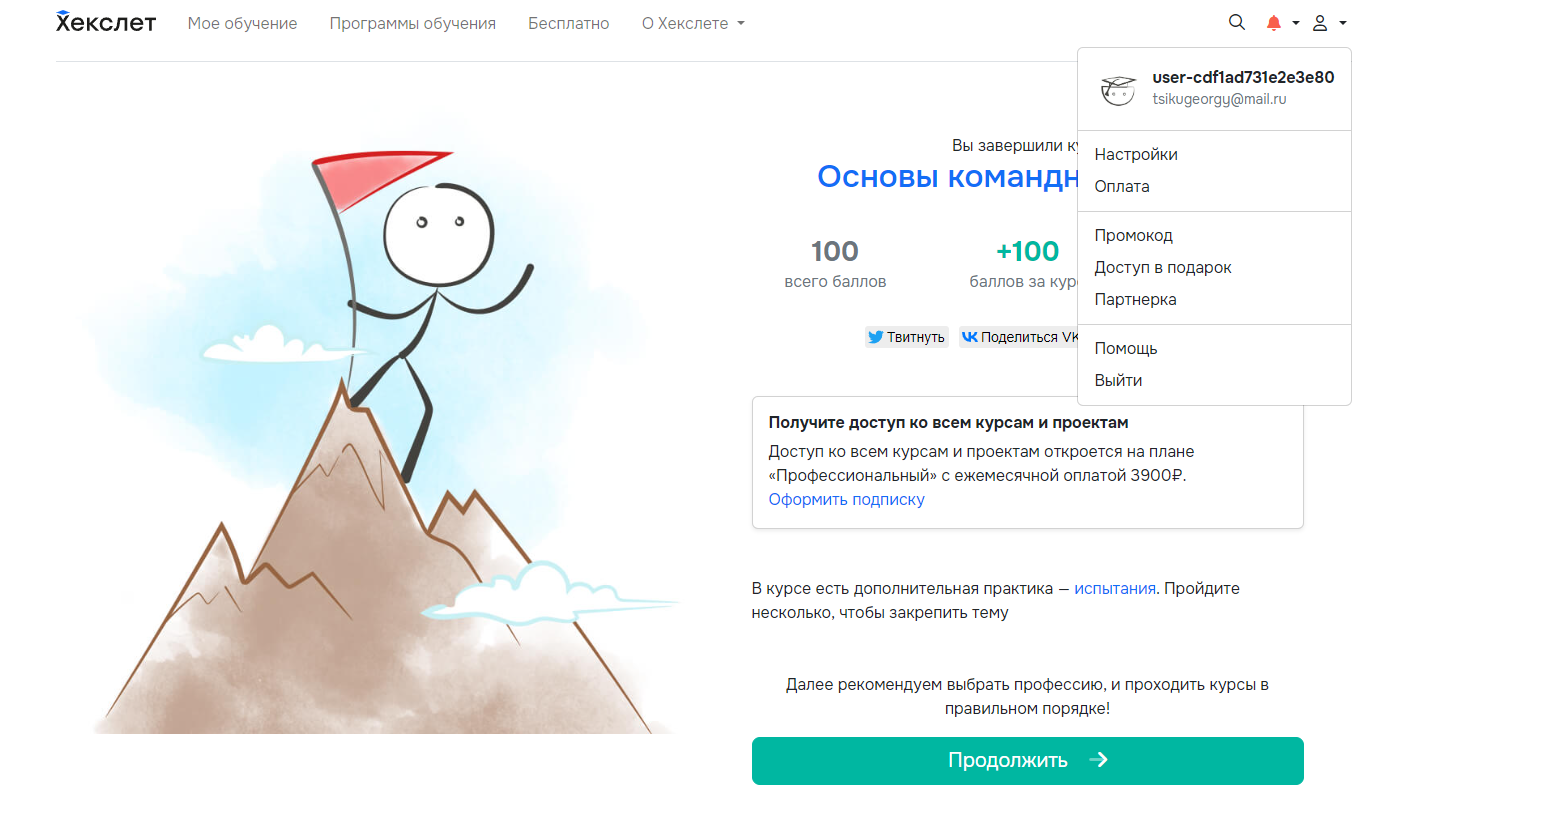 Хекслет Мое обучение Программы обучения Бесплатно О Хекслете
user-cdf1ad731e2e3e80
tsikugeorgy@mail.ru
Настройки
Оплата
Промокод
Доступ в подарок
Партнерка
Помощь
Выйти
Вы завершили
Основы
100
всего баллов
+100
баллов за
Твитнуть
Поделиться VK
Получите доступ ко всем курсам и проектам
Доступ ко всем курсам и проектам откроется на плане
«Профессиональный» с ежемесячной оплатой 3900₽.
Оформить подписку
В курсе есть дополнительная практика — испытания. Пройдите
несколько, чтобы закрепить тему
Далее рекомендуем выбрать профессию, и проходить курсы в
правильном порядке!
Продолжить